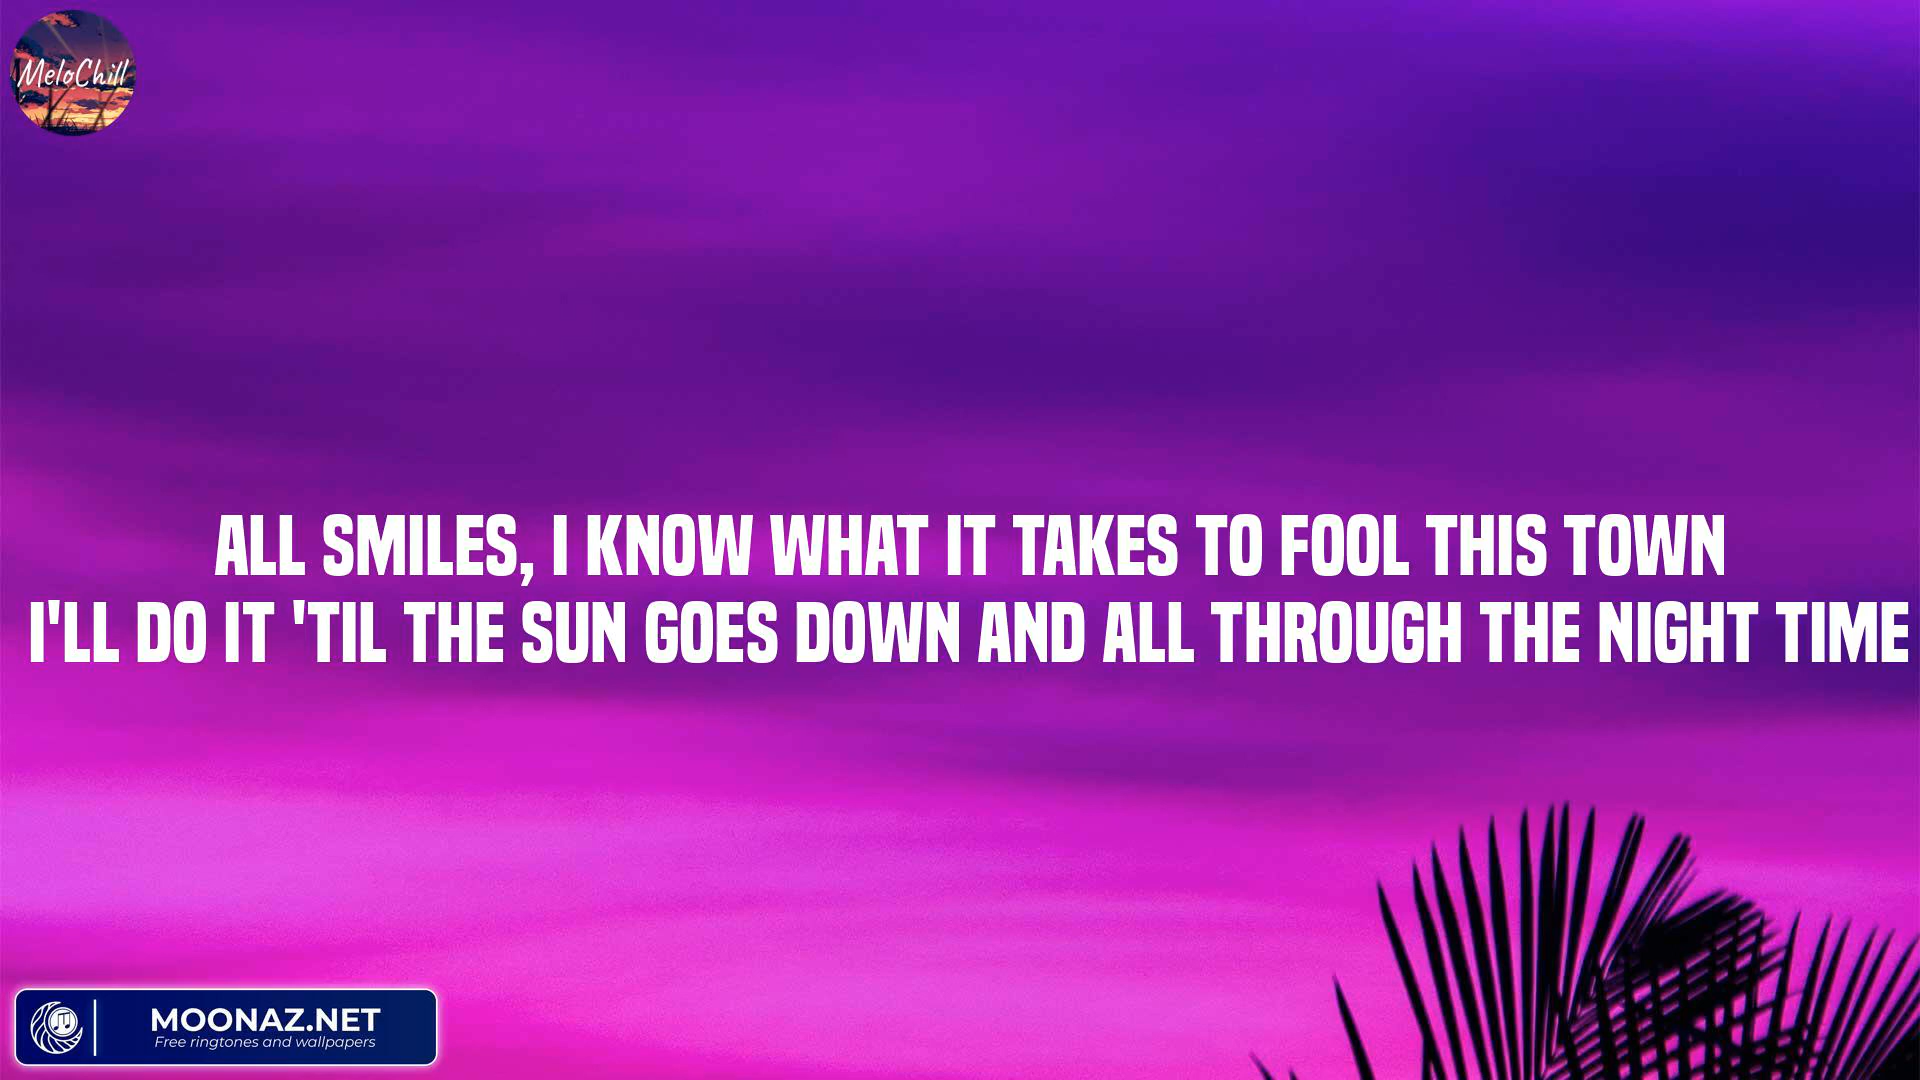 MeloChill
ALL SMILES, I KNOW WHAT IT TAKES TO FOOL THIS TOWN
I'LL DO IT 'TIL THE SUN GOES DOWN AND ALL THROUGH THE NIGHT TIME
MOONAZ.NET
Free ringtones and wallpapers